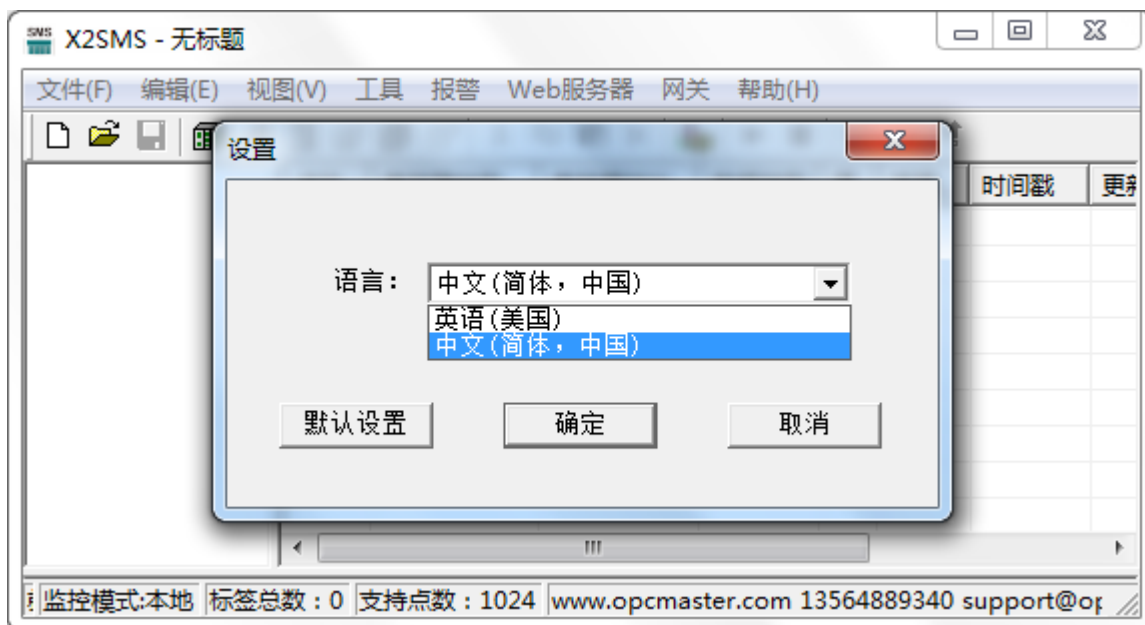 SMS
X2SMS - 无标题
文件(F) 编辑(E) 视图(V) 工具 报警 Web服务器 网关 帮助(H)
设置
时间戳 更新
语言: 中文(简体，中国)
英语(美国)
中文(简体，中国)
默认设置 确定 取消
监控模式:本地 标签总数：0 支持点数：1024 www.opcmaster.com 13564889340 support@op